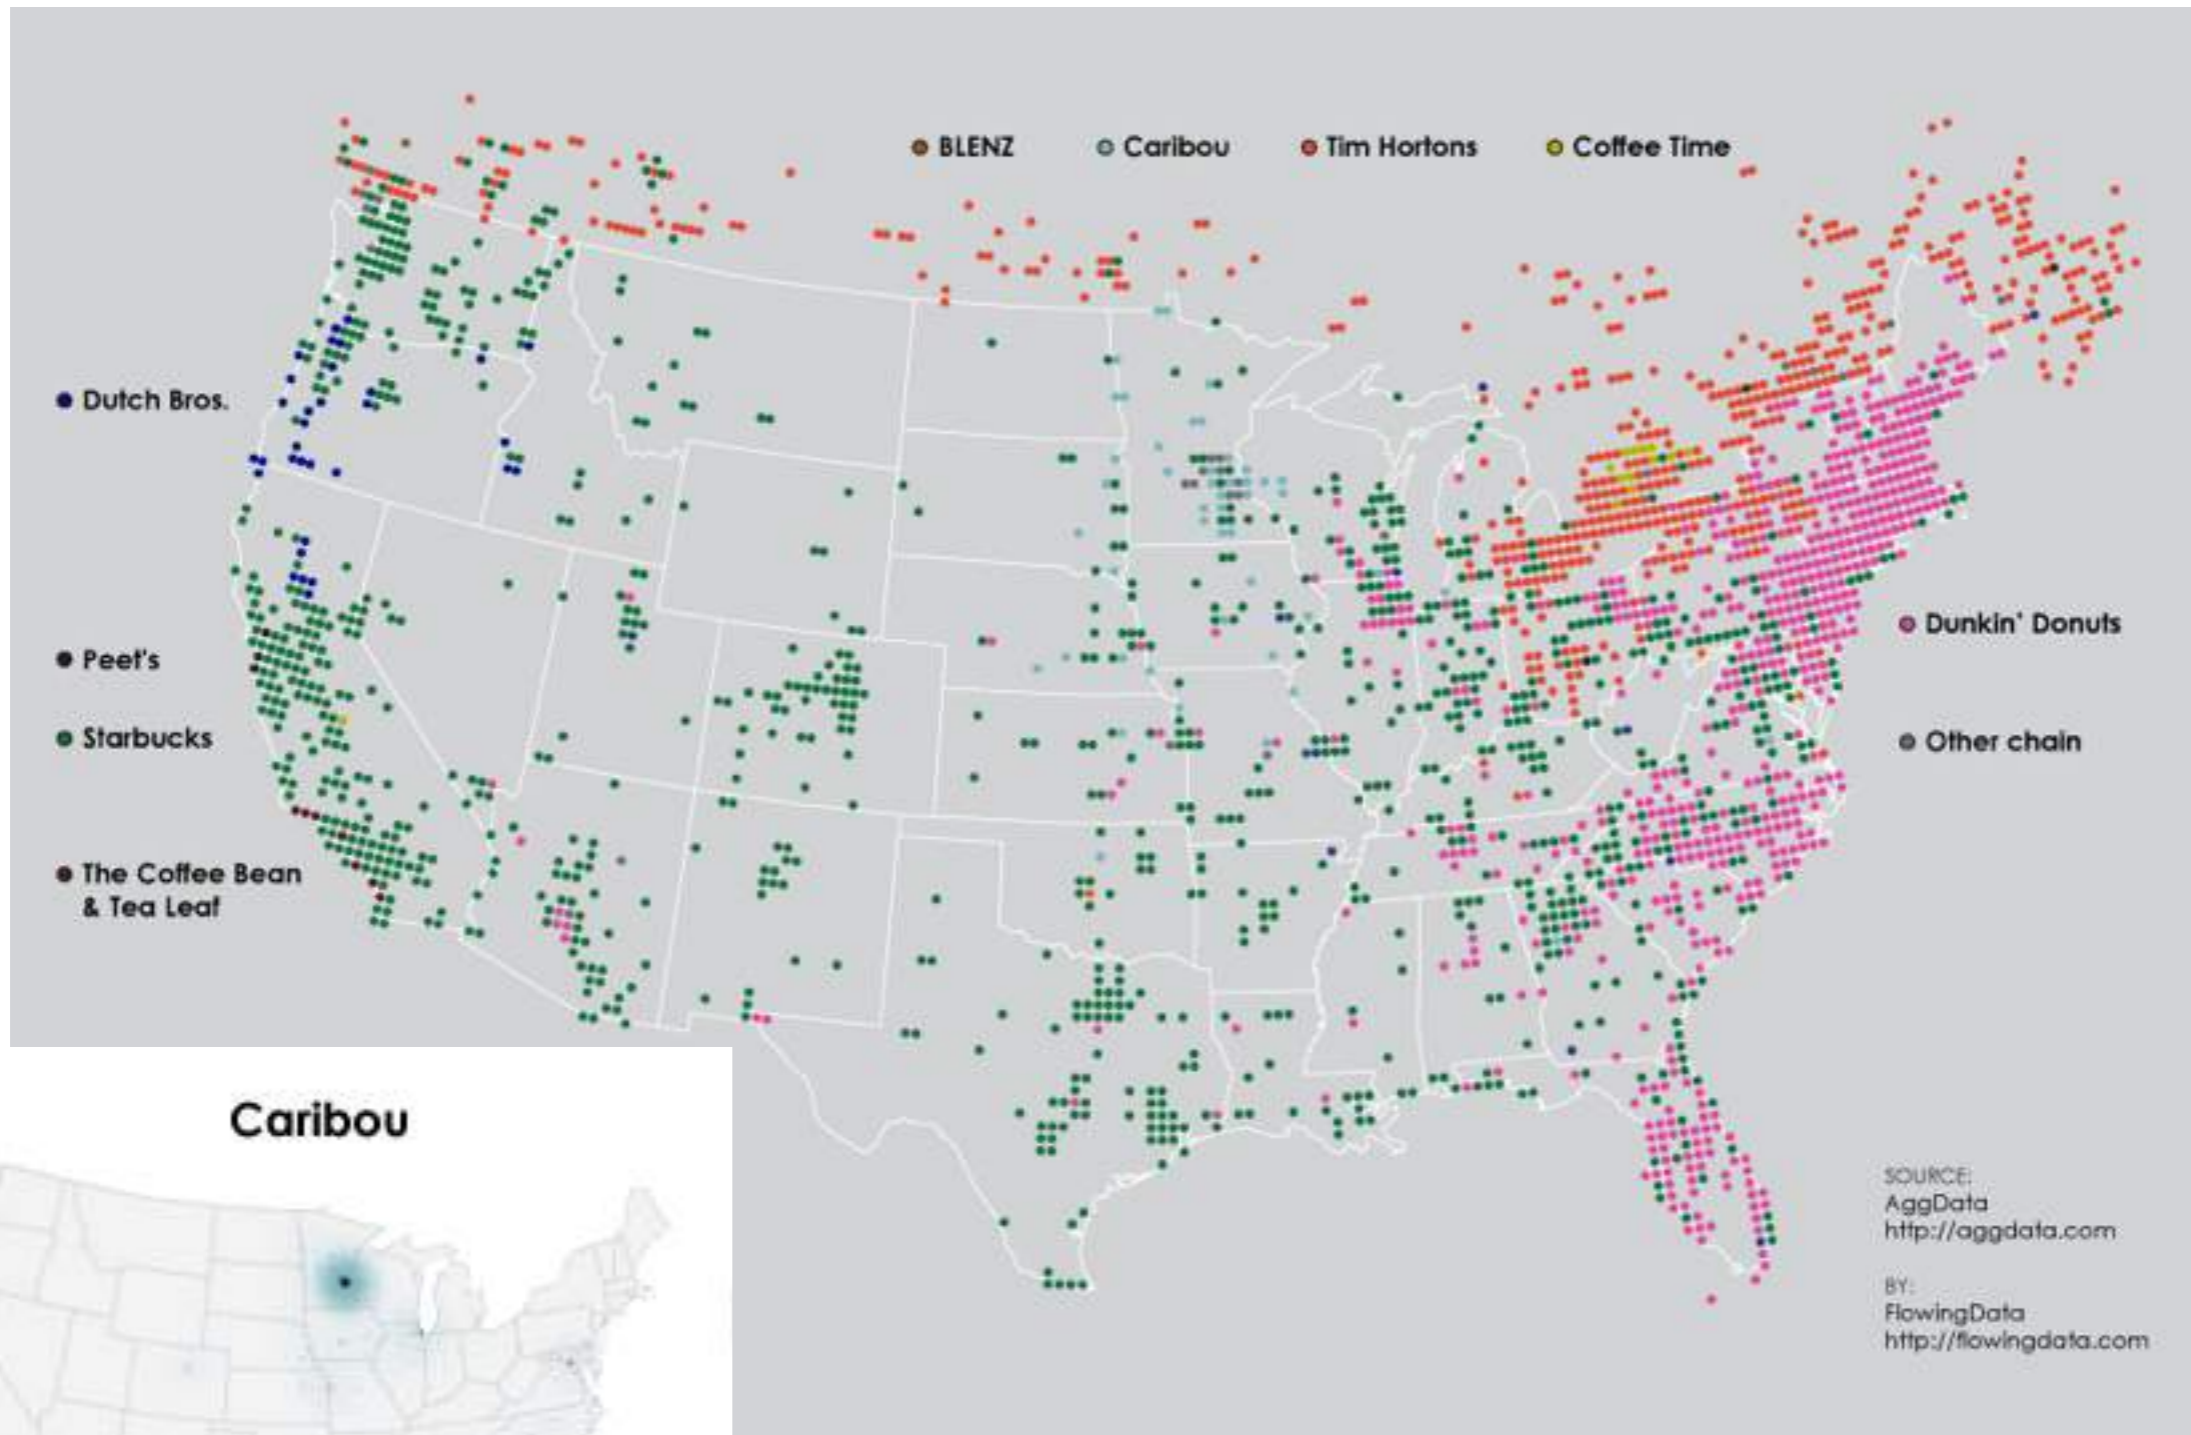 BLENZ
Caribou
Tim Hortons
Coffee Time
Dutch Bros.
Peet's
Starbucks
The Coffee Bean
& Tea Leaf
Dunkin' Donuts
Other chain
Caribou
SOURCE:
AggData
http://aggdata.com
BY:
FlowingData
http://flowingdata.com